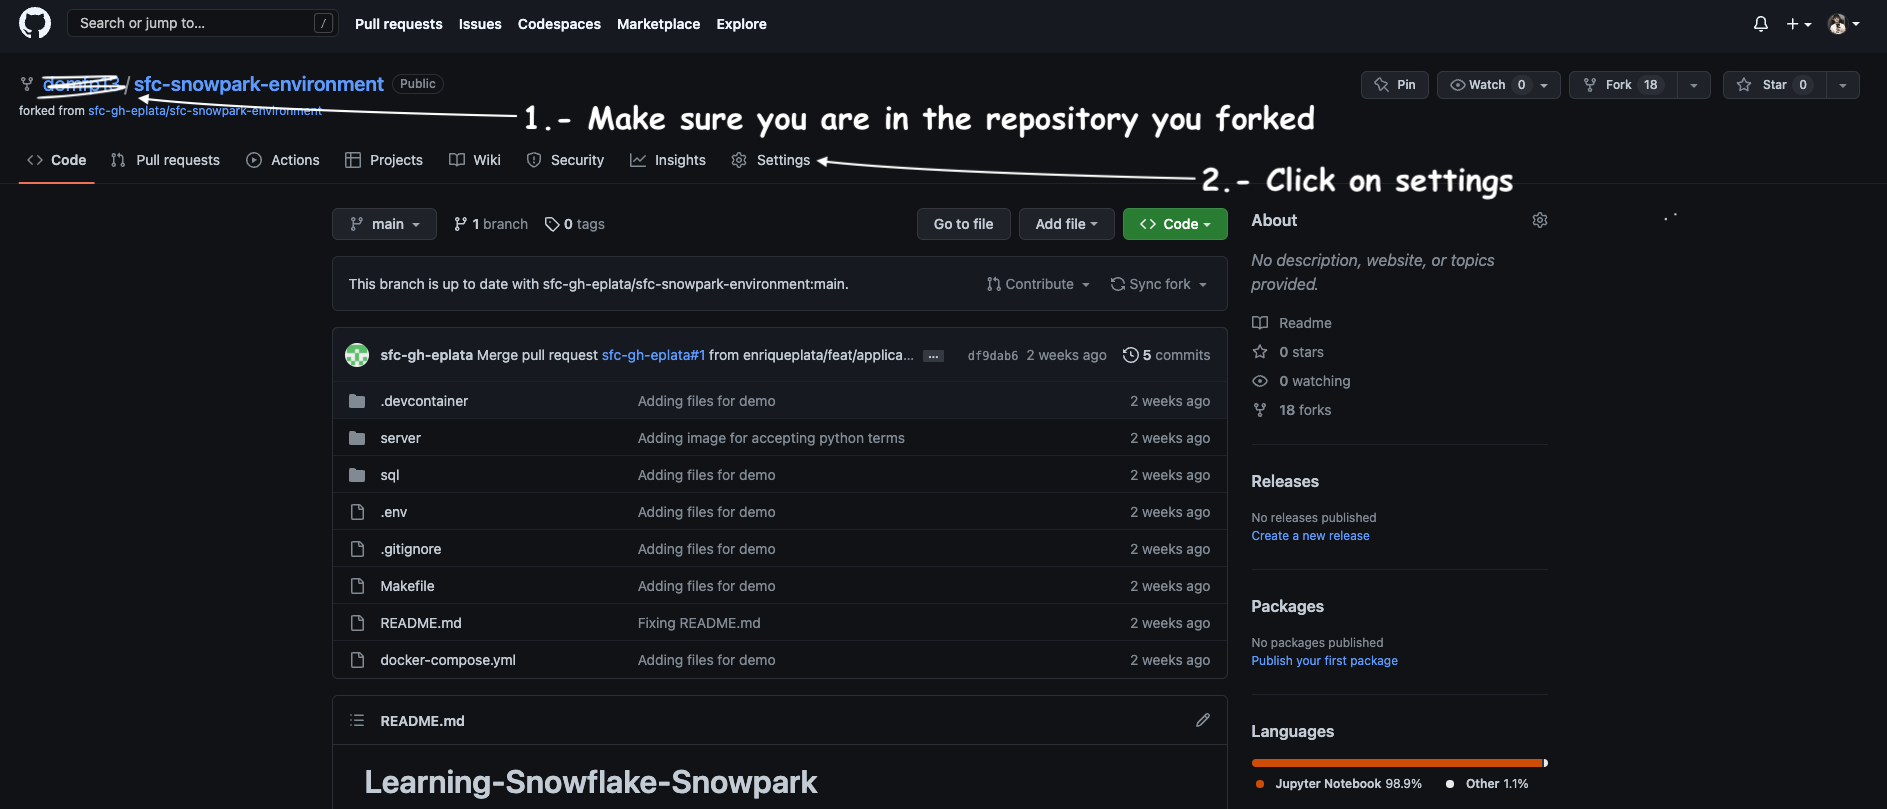 Search or jump to... /
Pull requests Issues Codespaces Marketplace Explore
/ sfc-snowpark-environment Public
Pin Watch 0 Fork 18 Star 0
forked from sfc-gh-eplata/sfc-snowpark-environment
1.- Make sure you are in the repository you forked
Code Pull requests Actions Projects Wiki Security Insights Settings
2.- Click on settings
main 1 branch 0 tags Go to file Add file Code
This branch is up to date with sfc-gh-eplata/sfc-snowpark-environment:main. Contribute Sync fork
sfc-gh-eplata Merge pull request sfc-gh-eplata#1 from enriqueplata/feat/applica... ... df9dab6 2 weeks ago 5 commits
.devcontainer Adding files for demo 2 weeks ago
server Adding image for accepting python terms 2 weeks ago
sql Adding files for demo 2 weeks ago
.env Adding files for demo 2 weeks ago
.gitignore Adding files for demo 2 weeks ago
Makefile Adding files for demo 2 weeks ago
README.md Fixing README.md 2 weeks ago
docker-compose.yml Adding files for demo 2 weeks ago
README.md
Learning-Snowflake-Snowpark
About
No description, website, or topics
provided.
Readme
0 stars
0 watching
18 forks
Releases
No releases published
Create a new release
Packages
No packages published
Publish your first package
Languages
Jupyter Notebook 98.9% Other 1.1%